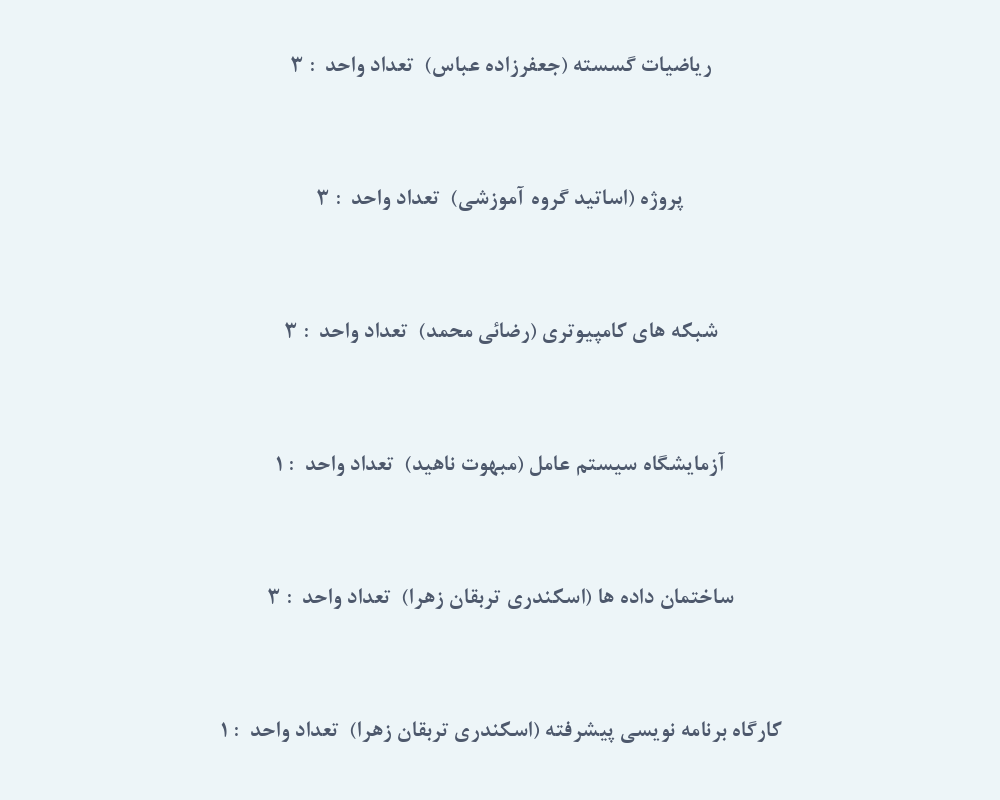 ریاضیات گسسته (جعفرزاده عباس) تعداد واحد : ۳
پروژه (اساتید گروه آموزشی) تعداد واحد : ۳
شبکه های کامپیوتری (رضائی محمد) تعداد واحد : ۳
آزمایشگاه سیستم عامل (مبهوت ناهید) تعداد واحد : ۱
ساختمان داده ها (اسکندری تربقان زهرا) تعداد واحد : ۳
کارگاه برنامه نویسی پیشرفته (اسکندری تربقان زهرا) تعداد واحد : ۱